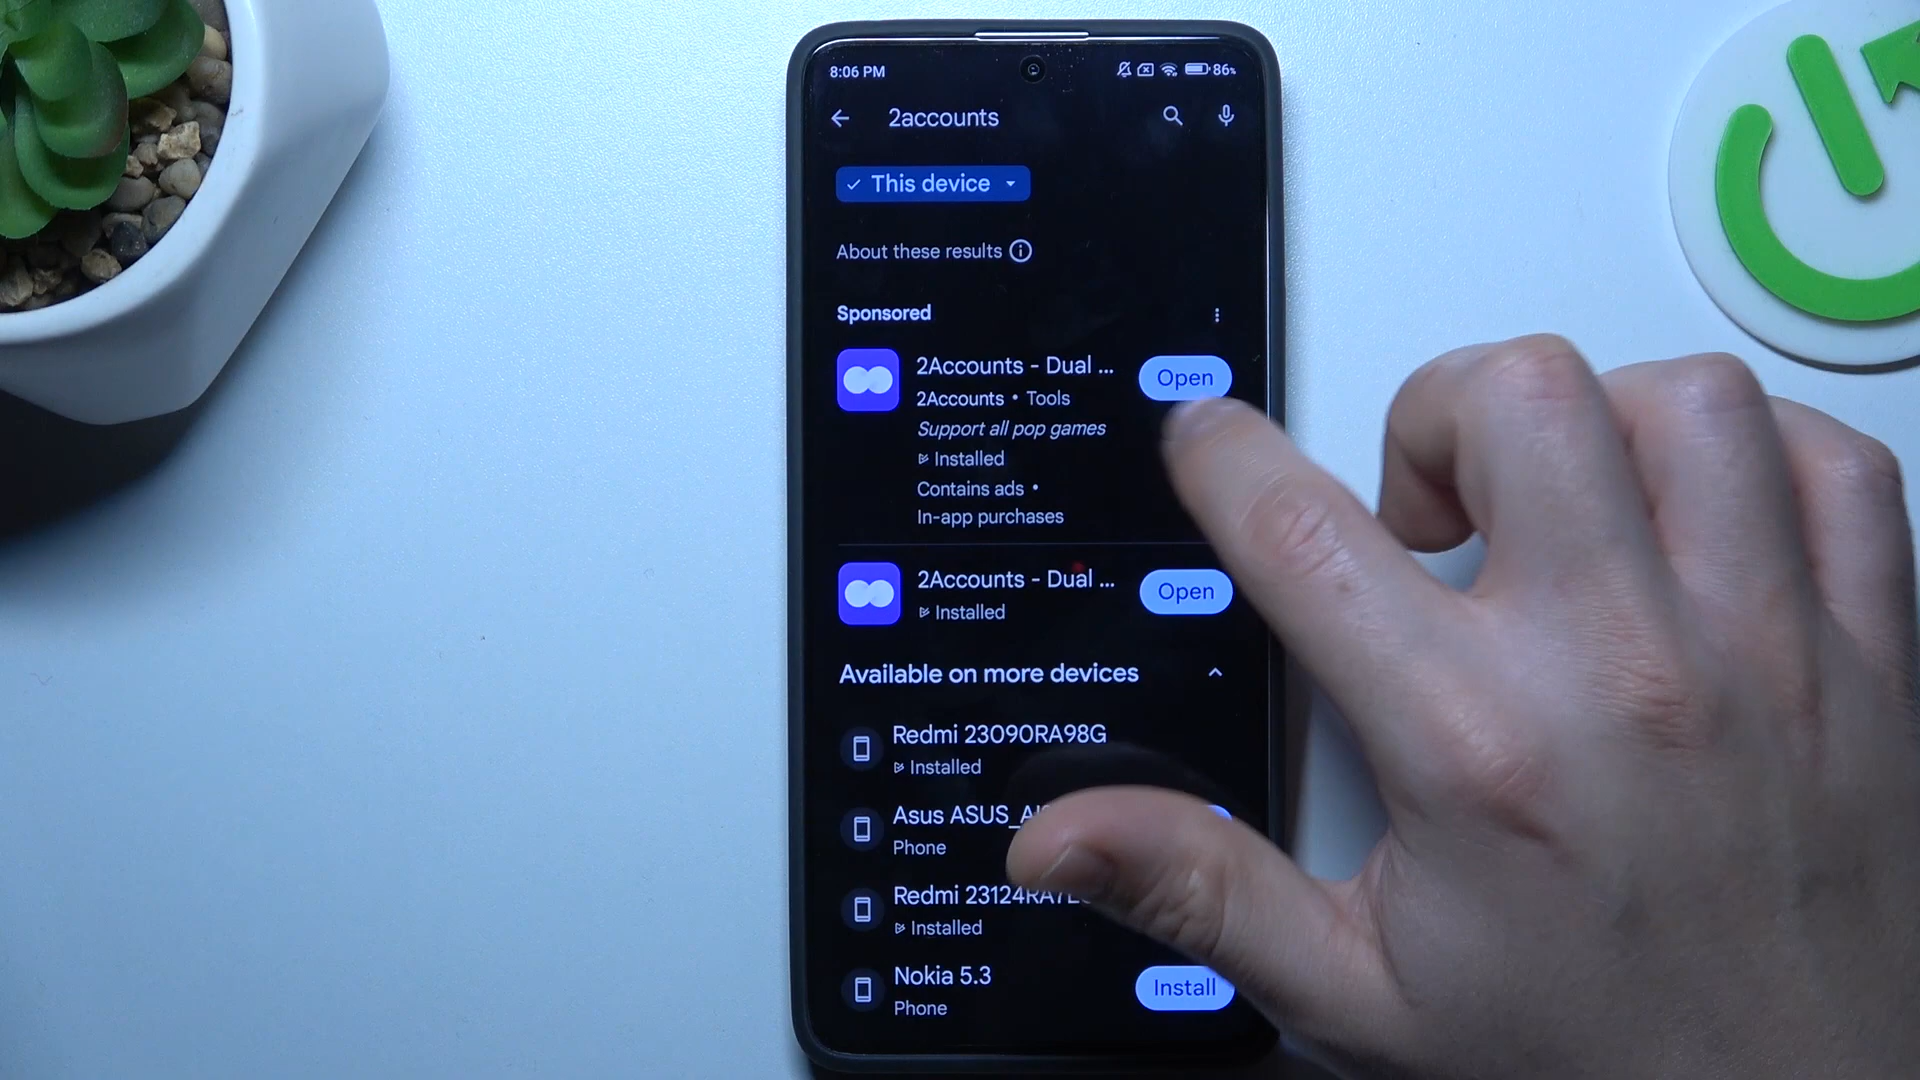 8:06 PM
86%
2accounts
This device
About these results
Sponsored
2Accounts - Dual ...
Open
2Accounts • Tools
Support all pop games
Installed
Contains ads •
In-app purchases
2Accounts - Dual ...
Open
Installed
Available on more devices
Redmi 23090RA98G
Installed
Asus
Phone
Redmi
Installed
Nokia 5.3
Install
Phone